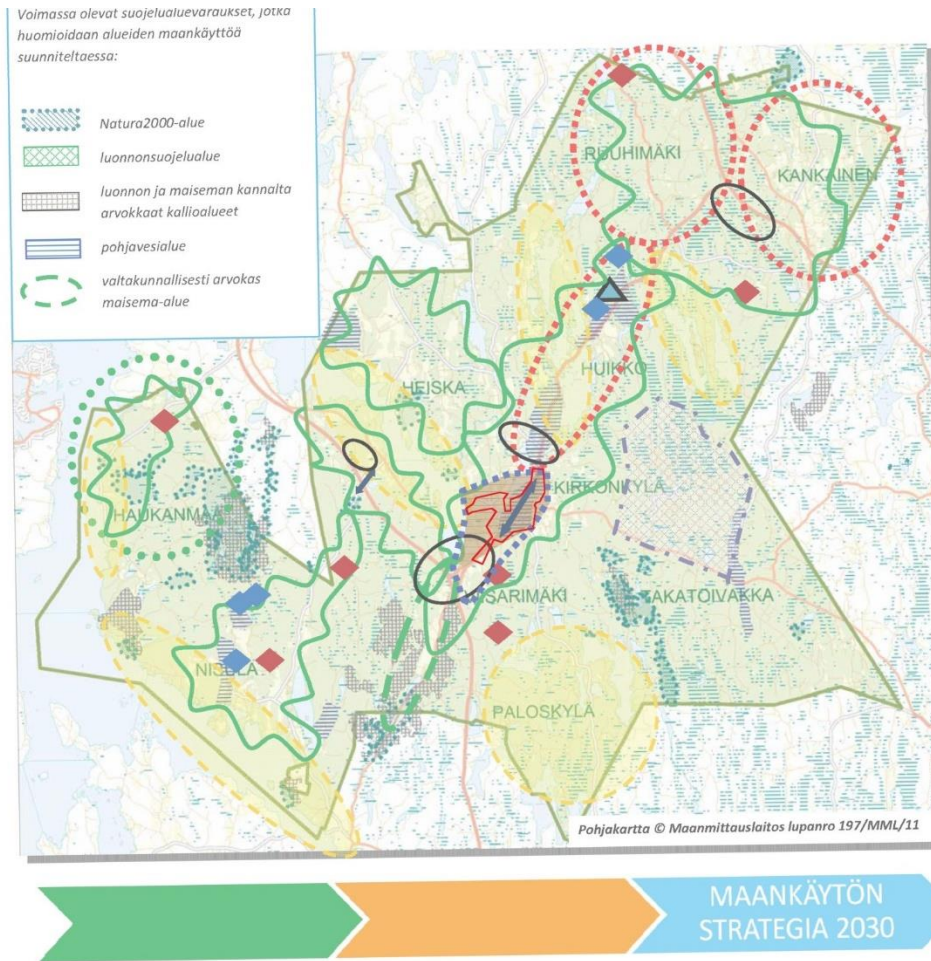 Voimassa olevat suojelualuevaraukset, jotka
huomioidaan alueiden maankäyttöä
suunniteltaessa:
Natura2000-alue
luonnonsuojelualue
luonnon ja maiseman kannalta
arvokkaat kallioalueet
pohjavesialue
valtakunnallisesti arvokas
maisema-alue
RUUHIMÄKI
KANKAINEN
HUIKKO
HEISKA
KIRKONKYLÄ
HAUKANMAA
SARIMÄKI
AKATOIVAKKA
NISULA
PALOSKYLÄ
Pohjakartta © Maanmittauslaitos lupanro 197/MML/11
MAANKÄYTÖN
STRATEGIA 2030